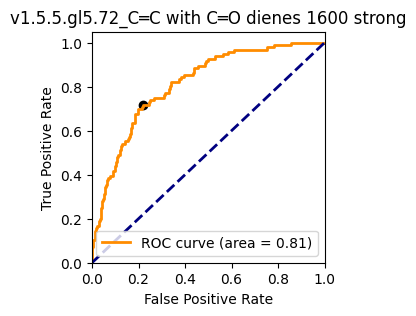 v1.5.5.gl5.72_C=C with C=O dienes 1600 strong
1.0
0.8
0.6
0.4
0.2
0.0
True Positive Rate
ROC curve (area = 0.81)
0.0 0.2 0.4 0.6 0.8 1.0
False Positive Rate